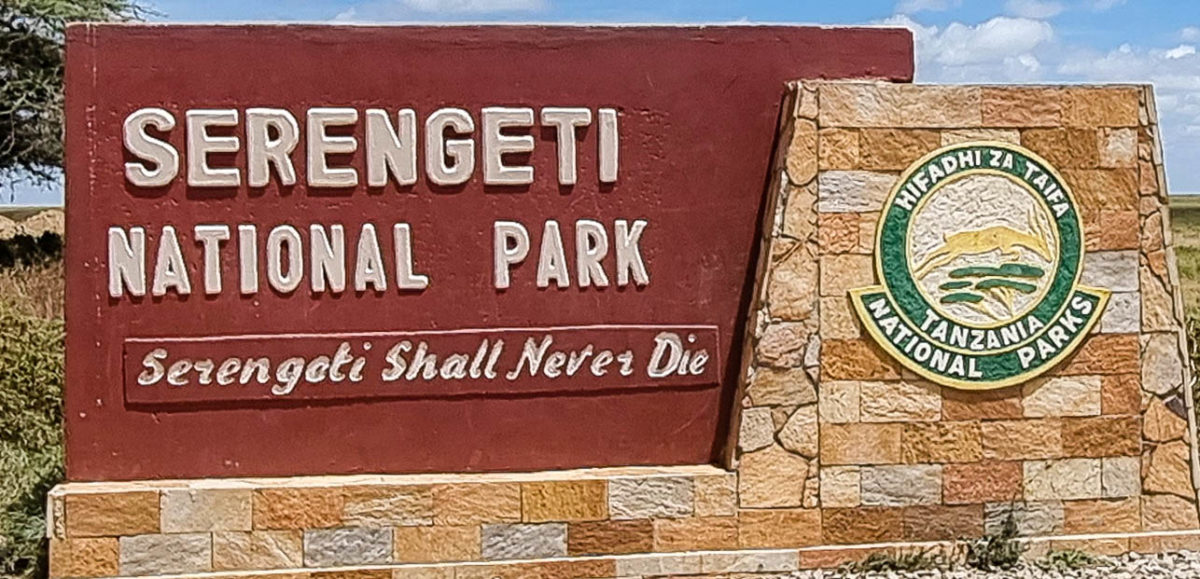 SERENGETI
NATIONAL PARK
Serengeti Shall Never Die
HIFADHI ZA TAIFA
TANZANIA
NATIONAL PARKS